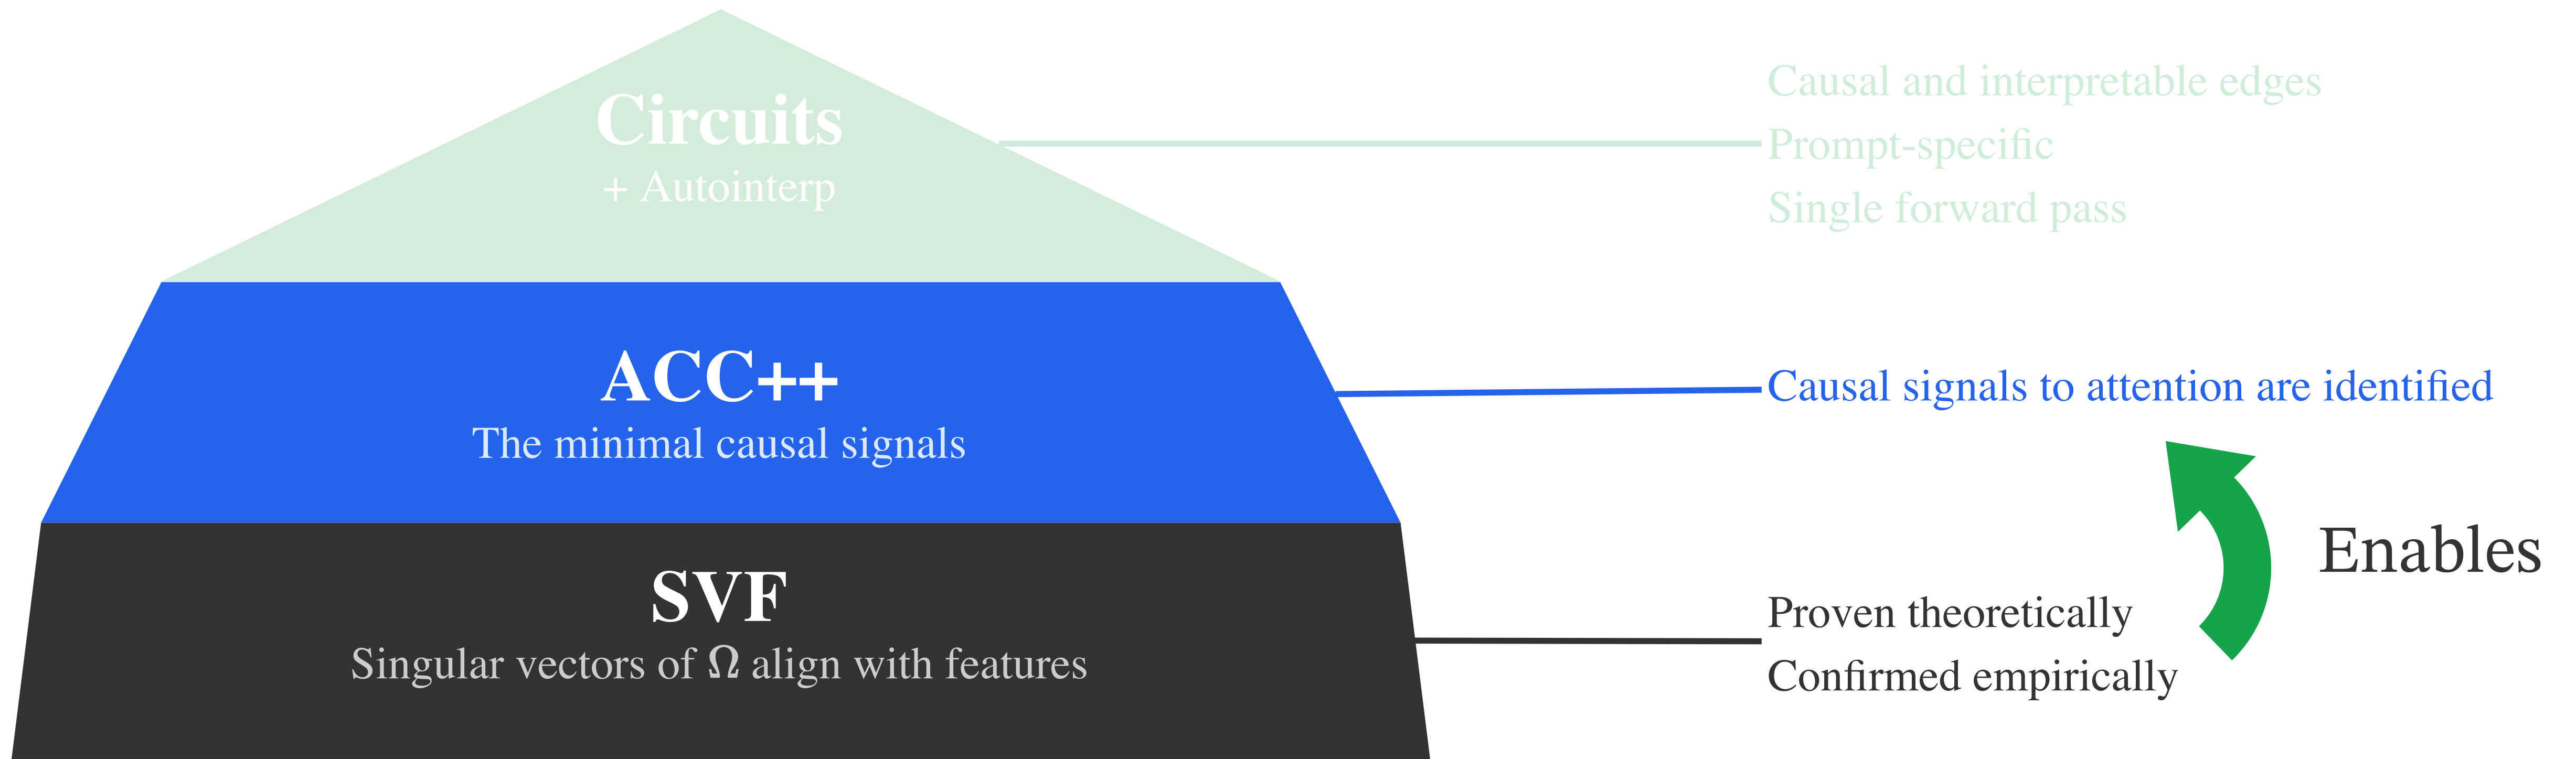 Circuits
+ Autointerp
Causal and interpretable edges
Prompt-specific
Single forward pass
ACC++
The minimal causal signals
Causal signals to attention are identified
Enables
SVF
Singular vectors of Ω align with features
Proven theoretically
Confirmed empirically